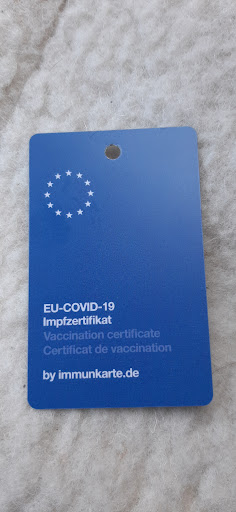 EU-COVID-19
Impfzertifikat
Vaccination certificate
Certificat de vaccination
by immunkarte.de